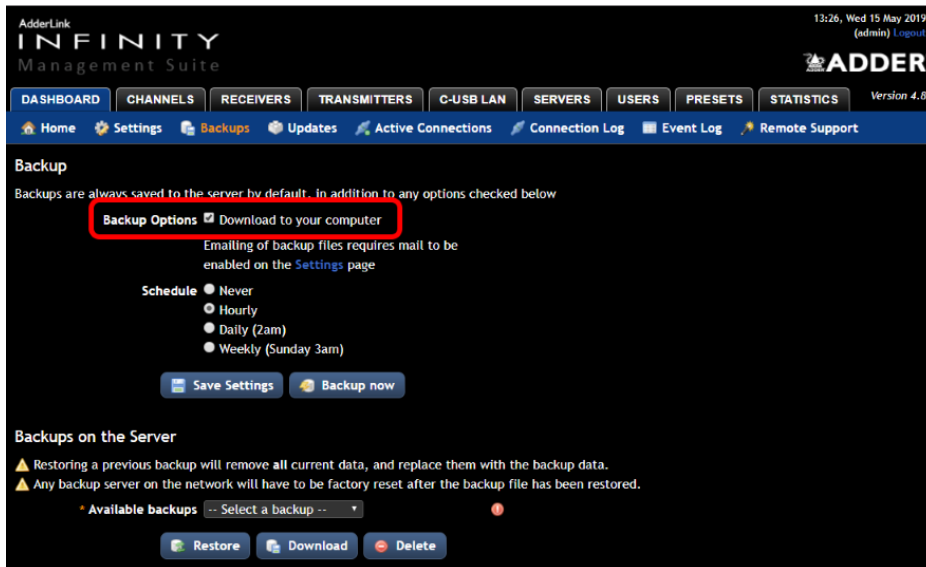 AdderLink
INFINITY
Management Suite
13:26, Wed 15 May 2019
(admin) Logout
ADDER
DASHBOARD CHANNELS RECEIVERS TRANSMITTERS C-USB LAN SERVERS USERS PRESETS STATISTICS Version 4.8
Home Settings Backups Updates Active Connections Connection Log Event Log Remote Support
Backup
Backups are always saved to the server by default, in addition to any options checked below
Backup Options Download to your computer
Emailing of backup files requires mail to be
enabled on the Settings page
Schedule Never
Hourly
Daily (2am)
Weekly (Sunday 3am)
Save Settings Backup now
Backups on the Server
Restoring a previous backup will remove all current data, and replace them with the backup data.
Any backup server on the network will have to be factory reset after the backup file has been restored.
* Available backups -- Select a backup --
Restore Download Delete